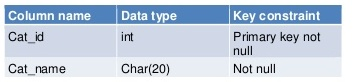 Column name Data type Key constraint
Cat_id int Primary key not
null
Cat_name Char(20) Not null